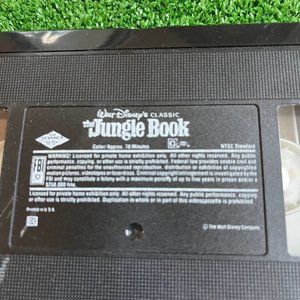 THE CLASSICS
WALT DISNEY'S CLASSIC
The Jungle Book
Color/Approx. 78 Minutes
G
NTSC Standard
FBI
WARNING! Licensed for private home exhibition only. All other rights reserved. Any public
performance, copying, or other use is strictly prohibited. Federal law provides severe civil and
criminal penalties for the unauthorized reproduction, distribution or exhibition of copyrighted
motion pictures, videotapes or videodiscs. Criminal copyright infringement is investigated by the
FBI and may constitute a felony with a maximum penalty of up to five years in prison and/or a
$250,000 fine.
Licensed for private home exhibition only. All other rights reserved. Any public performance, copying or other
use is strictly prohibited. Duplication in whole or in part of this videocassette is prohibited.
Printed in U.S.A.
© The Walt Disney Company